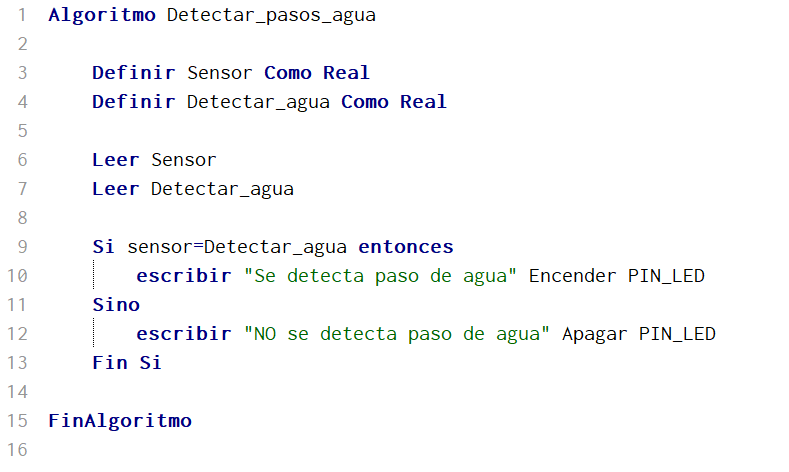 1 Algoritmo Detectar_pasos_agua
2
3 Definir Sensor Como Real
4 Definir Detectar_agua Como Real
5
6 Leer Sensor
7 Leer Detectar_agua
8
9 Si sensor=Detectar_agua entonces
10 escribir "Se detecta paso de agua" Encender PIN_LED
11 Sino
12 escribir "NO se detecta paso de agua" Apagar PIN_LED
13 Fin Si
14
15 FinAlgoritmo
16